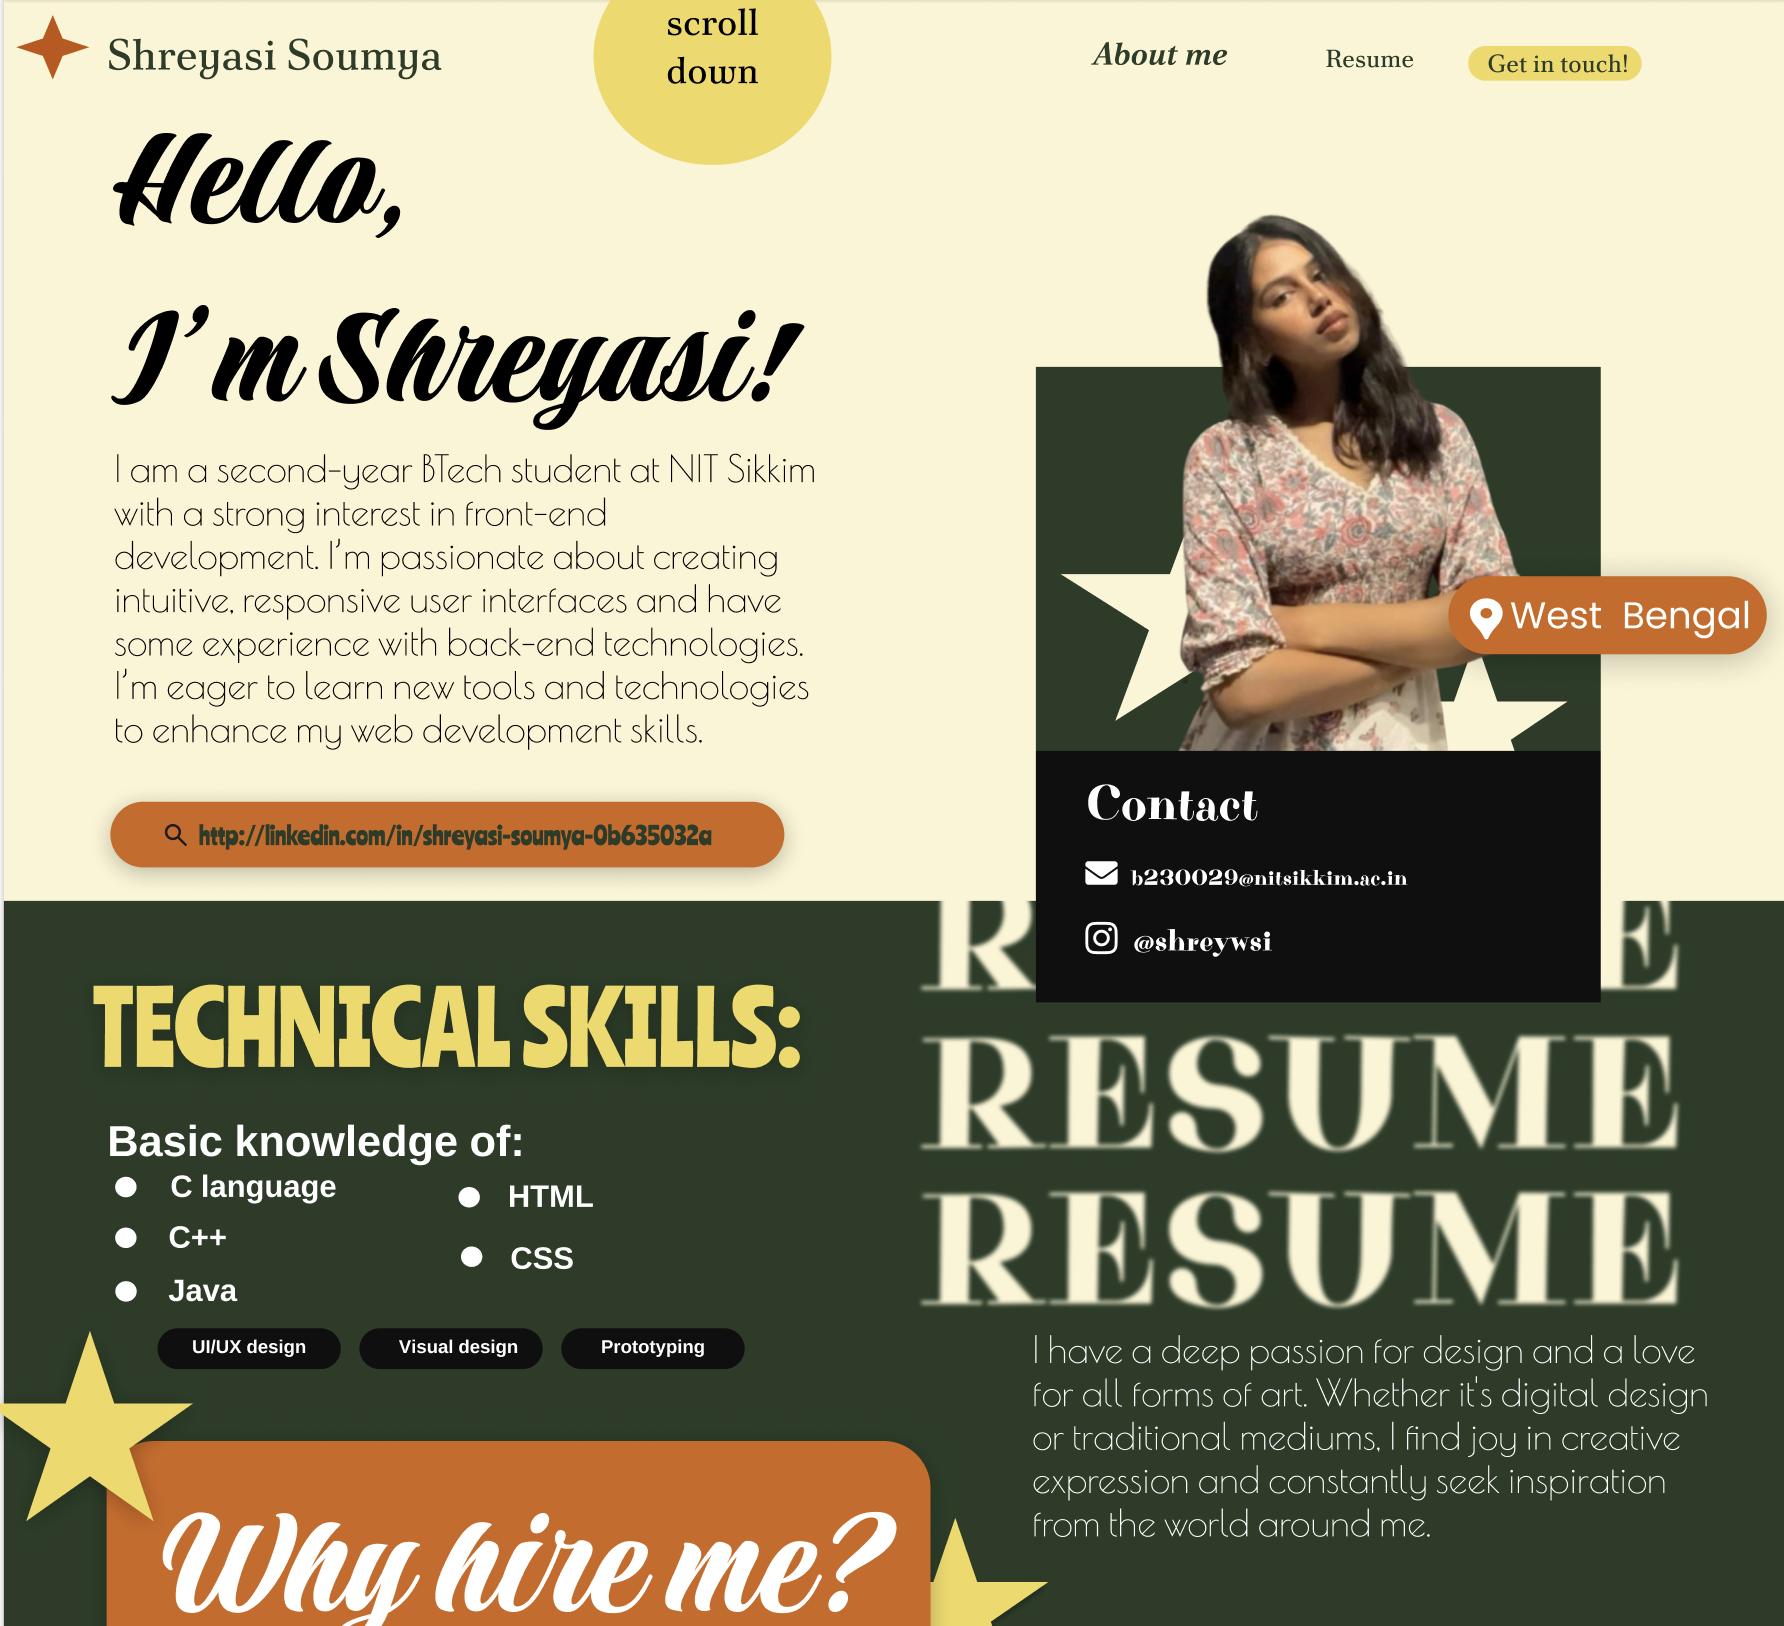 Shreyasi Soumya
scroll
down
About me
Resume
Get in touch!
Hello,
I'm Shreyasi!
I am a second-year BTech student at NIT Sikkim
with a strong interest in front-end
development. I'm passionate about creating
intuitive, responsive user interfaces and have
some experience with back-end technologies.
I'm eager to learn new tools and technologies
to enhance my web development skills.
http://linkedin.com/in/shreyasi-soumya-0b635032a
West Bengal
Contact
b230029@nitsikkim.ac.in
@shreywsi
TECHNICAL SKILLS:
Basic knowledge of:
C language
C++
Java
HTML
CSS
UI/UX design
Visual design
Prototyping
R E
RESUME
RESUME
I have a deep passion for design and a love
for all forms of art. Whether it's digital design
or traditional mediums, I find joy in creative
expression and constantly seek inspiration
from the world around me.
Why hire me?